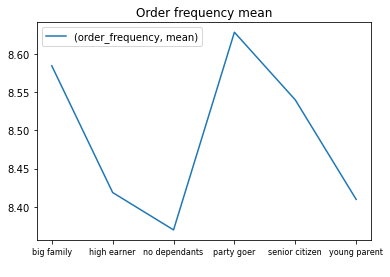 Order frequency mean
(order_frequency, mean)
8.60
8.55
8.50
8.45
8.40
big family high earner no dependants party goer senior citizen young parent